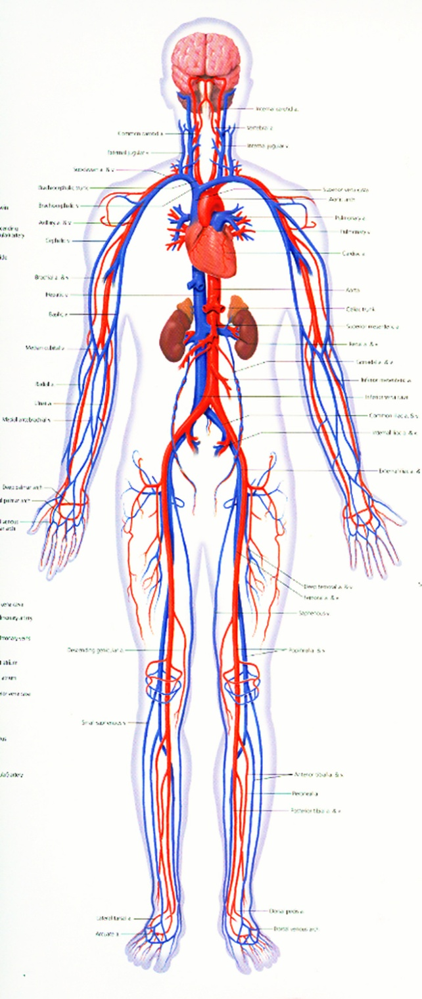 Internal carotid a.
Vertebral a
Common carotid a
Internal jugular v
Internal jugular v
Subclavian a. & v
Brachiocephalic trunk
Superior vena cava
Aortic arch
Brachiocephalic v
Pulmonary a
Axillary a. & v
Pulmonary v
Cephalic v
Cardiac a
Brachial a. & v
Aorta
Hepatic v
Celiac trunk
Basilic v
Superior mesenteric a
Renal a. & v
Median cubital v
Gonadal a. & v
Inferior mesenteric a
Radial a
Inferior vena cava
Ulnar a
Common iliac a. & v
Medial antebrachial v
Internal iliac a. & v
External iliac a. &
Deep palmar arch
Deep femoral a. & v
Femoral a. & v
vena cava
Saphenous v
Descending genicular a
Popliteal a. & v
Small saphenous v
Anterior tibial a. & v
Peroneal a
Posterior tibial a. & v
Dorsal pedis a
Lateral tarsal a
Dorsal venous arch
Arcuate a